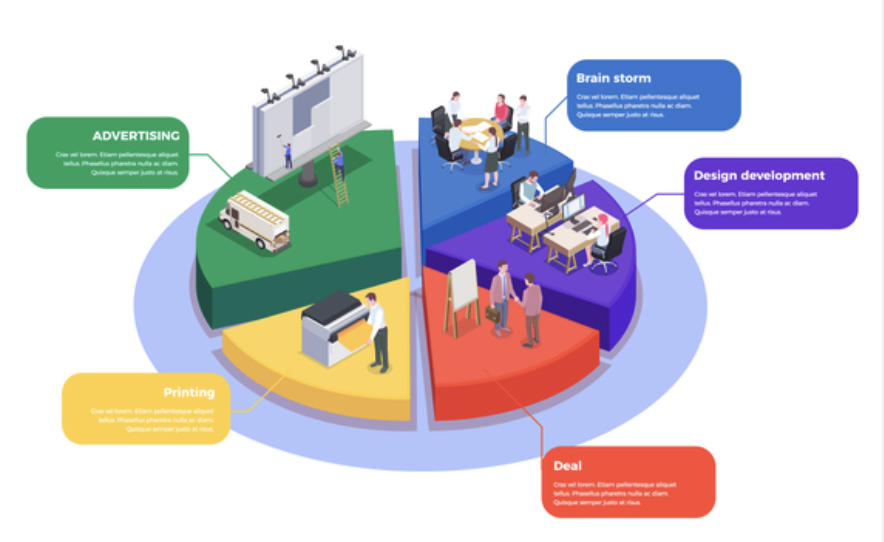 Brain storm
Cras vel lorem. Etiam pellentesque aliquet
tellus. Phasellus pharetra nulla ac diam.
Quisque semper justo at risus.
ADVERTISING
Cras vel lorem. Etiam pellentesque aliquet
tellus. Phasellus pharetra nulla ac diam.
Quisque semper justo at risus.
Design development
Cras vel lorem. Etiam pellentesque aliquet
tellus. Phasellus pharetra nulla ac diam.
Quisque semper justo at risus.
Printing
Cras vel lorem. Etiam pellentesque aliquet
tellus. Phasellus pharetra nulla ac diam.
Quisque semper justo at risus.
Deal
Cras vel lorem. Etiam pellentesque aliquet
tellus. Phasellus pharetra nulla ac diam.
Quisque semper justo at risus.